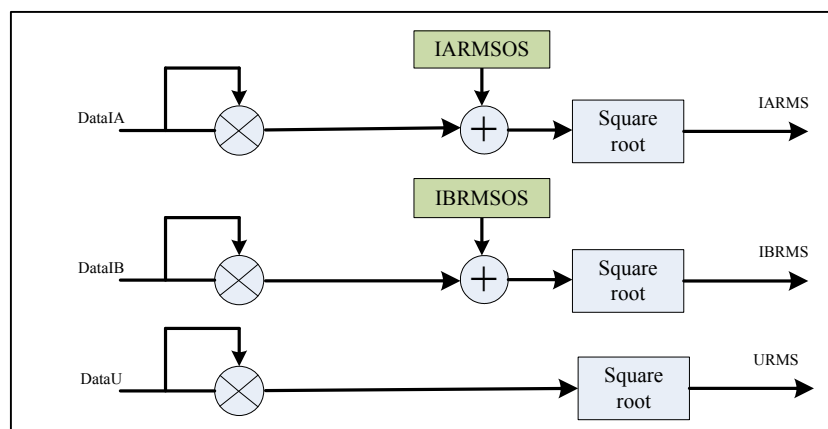 IARMSOS
DataIA
Square
root
IARMS
IBRMSOS
DataIB
Square
root
IBRMS
DataU
Square
root
URMS